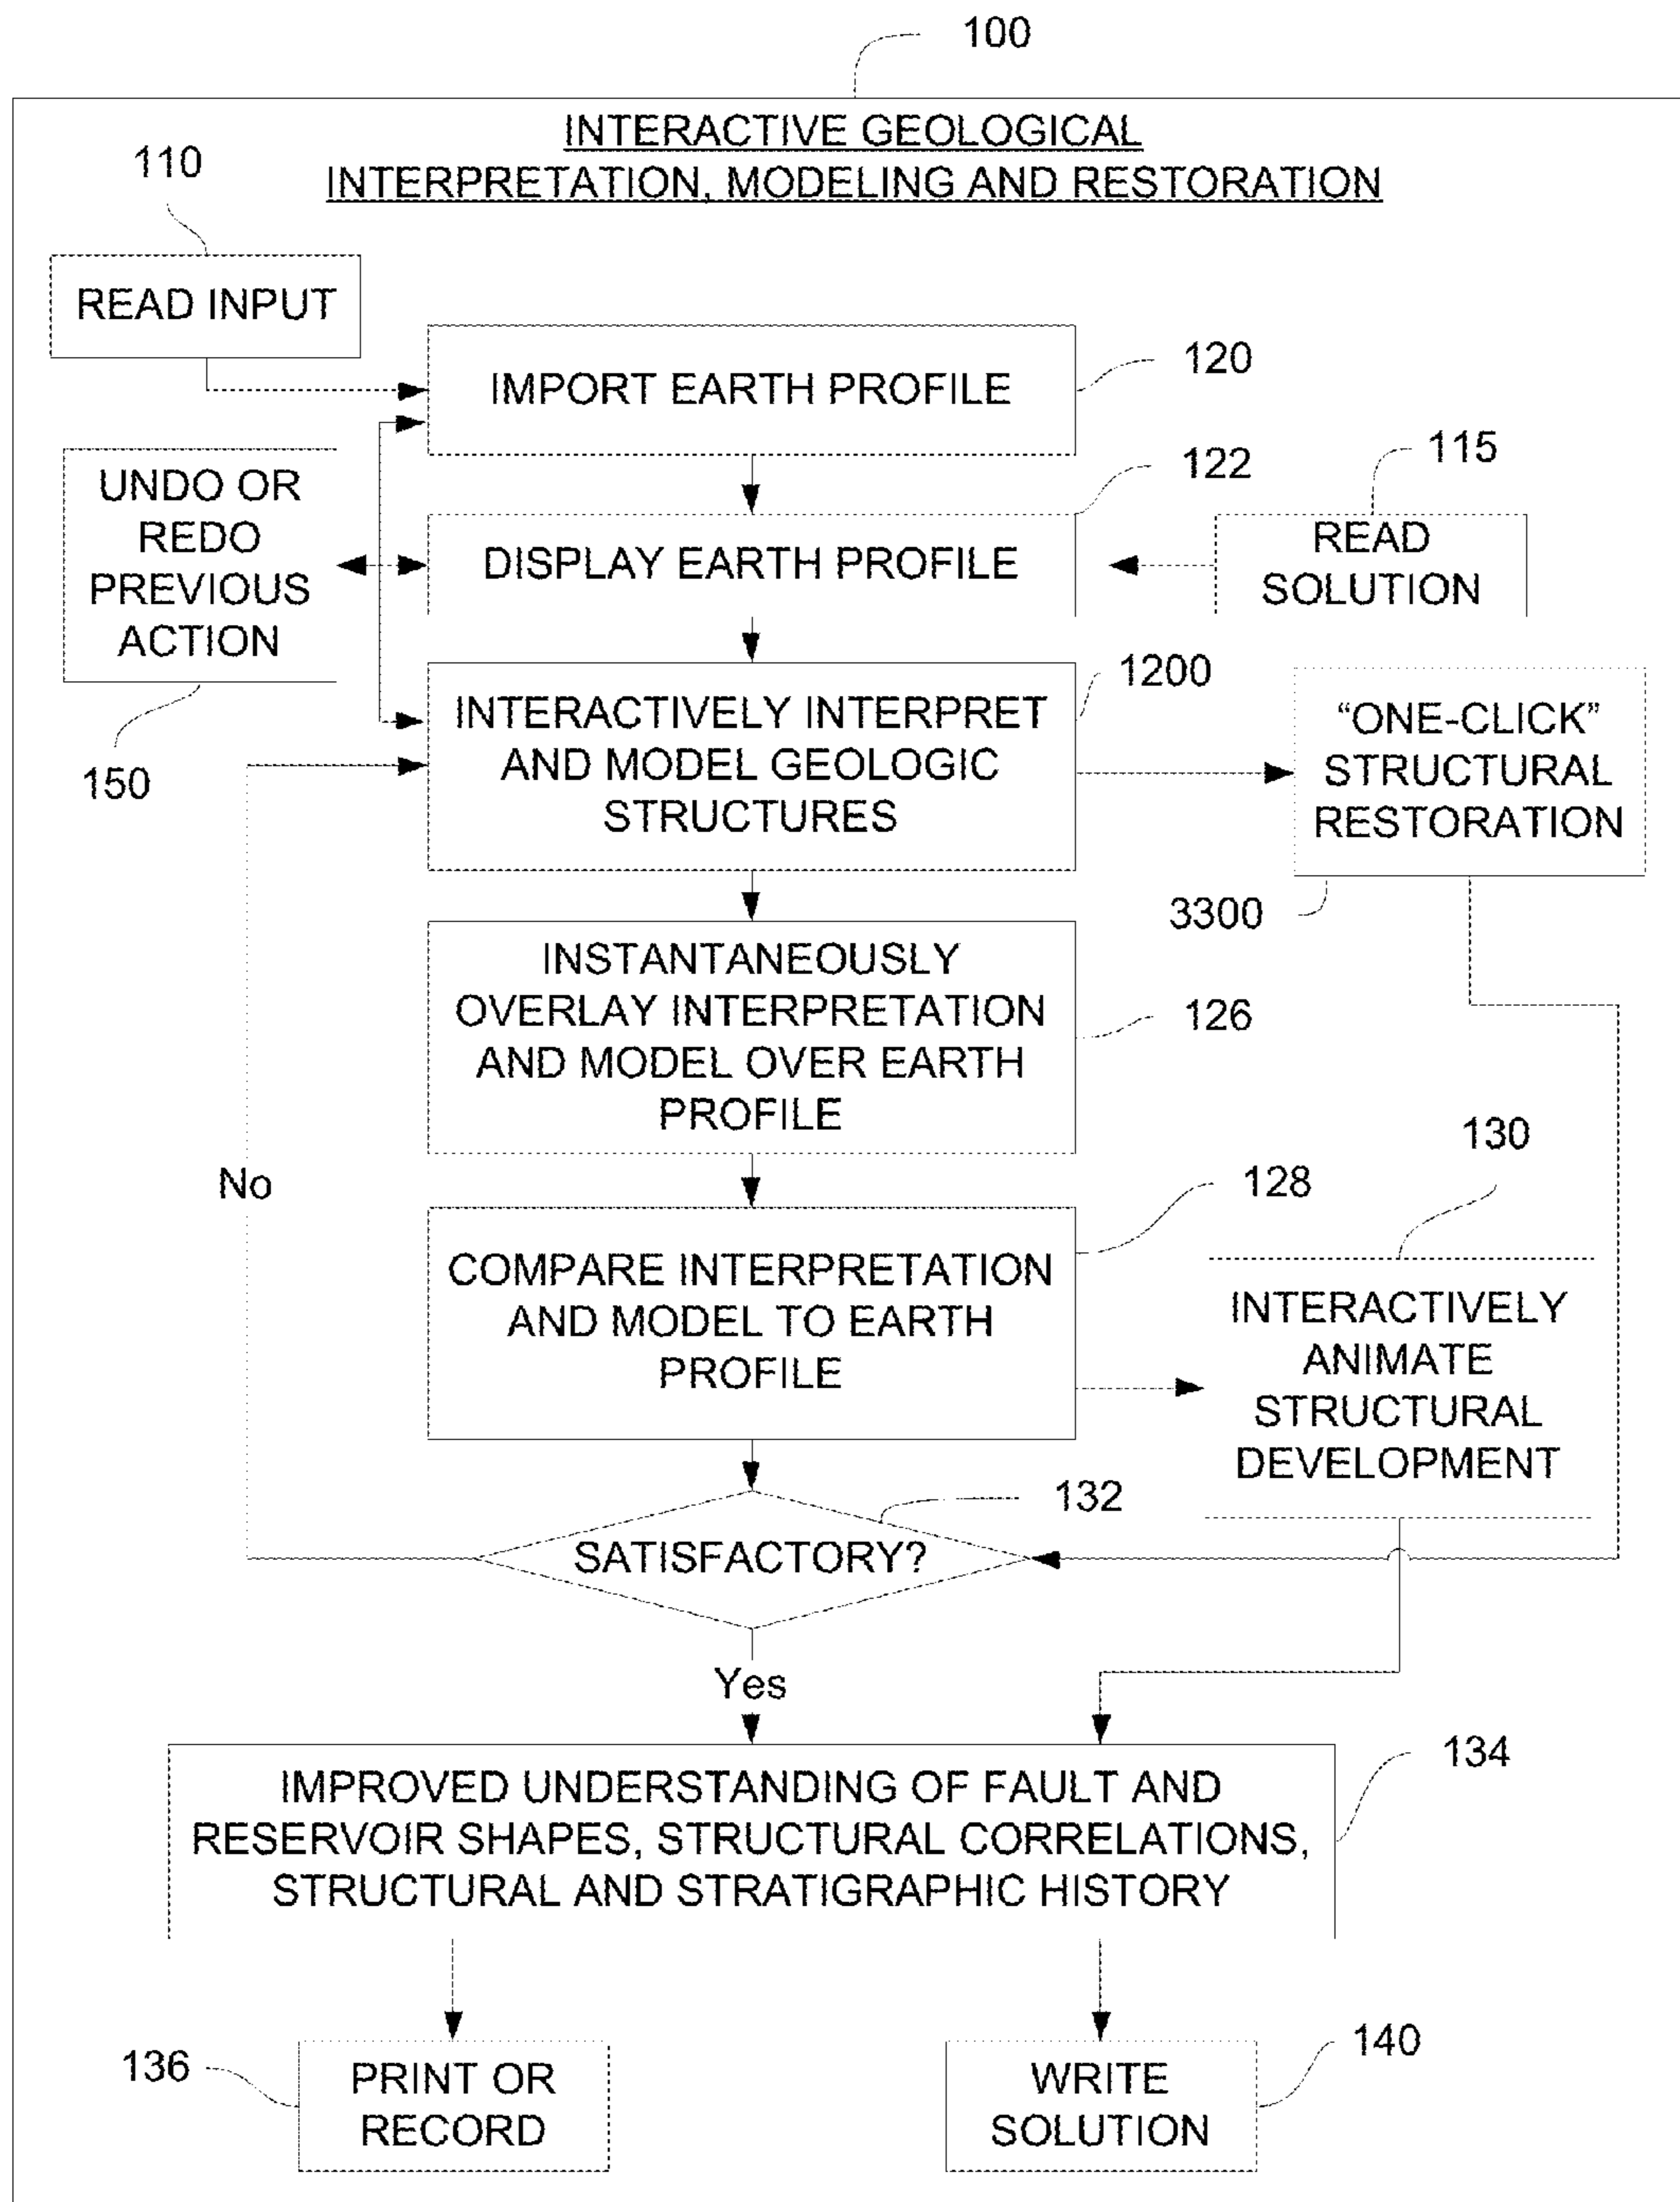 100
INTERACTIVE GEOLOGICAL
INTERPRETATION, MODELING AND RESTORATION
110
READ INPUT
IMPORT EARTH PROFILE
120
UNDO OR
REDO
PREVIOUS
ACTION
150
DISPLAY EARTH PROFILE
122
115
READ
SOLUTION
INTERACTIVELY INTERPRET
AND MODEL GEOLOGIC
STRUCTURES
1200
“ONE-CLICK”
STRUCTURAL
RESTORATION
3300
INSTANTANEOUSLY
OVERLAY INTERPRETATION
AND MODEL OVER EARTH
PROFILE
126
No
COMPARE INTERPRETATION
AND MODEL TO EARTH
PROFILE
128
130
INTERACTIVELY
ANIMATE
STRUCTURAL
DEVELOPMENT
SATISFACTORY?
132
Yes
IMPROVED UNDERSTANDING OF FAULT AND
RESERVOIR SHAPES, STRUCTURAL CORRELATIONS,
STRUCTURAL AND STRATIGRAPHIC HISTORY
134
136
PRINT OR
RECORD
WRITE
SOLUTION
140